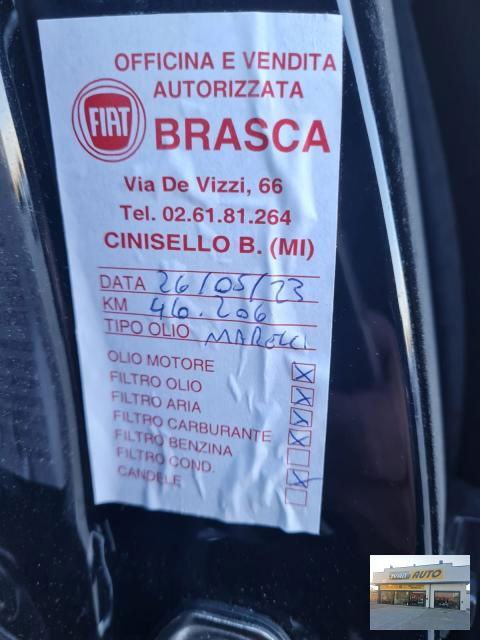 OFFICINA E VENDITA
AUTORIZZATA
FIAT
BRASCA
Via De Vizzi, 66
Tel. 02.61.81.264
CINISELLO B. (MI)
DATA 26/05/23
KM 46.206
TIPO OLIO MARELLI
OLIO MOTORE
FILTRO OLIO
FILTRO ARIA
FILTRO CARBURANTE
FILTRO BENZINA
FILTRO COND.
CANDELE
AUTO